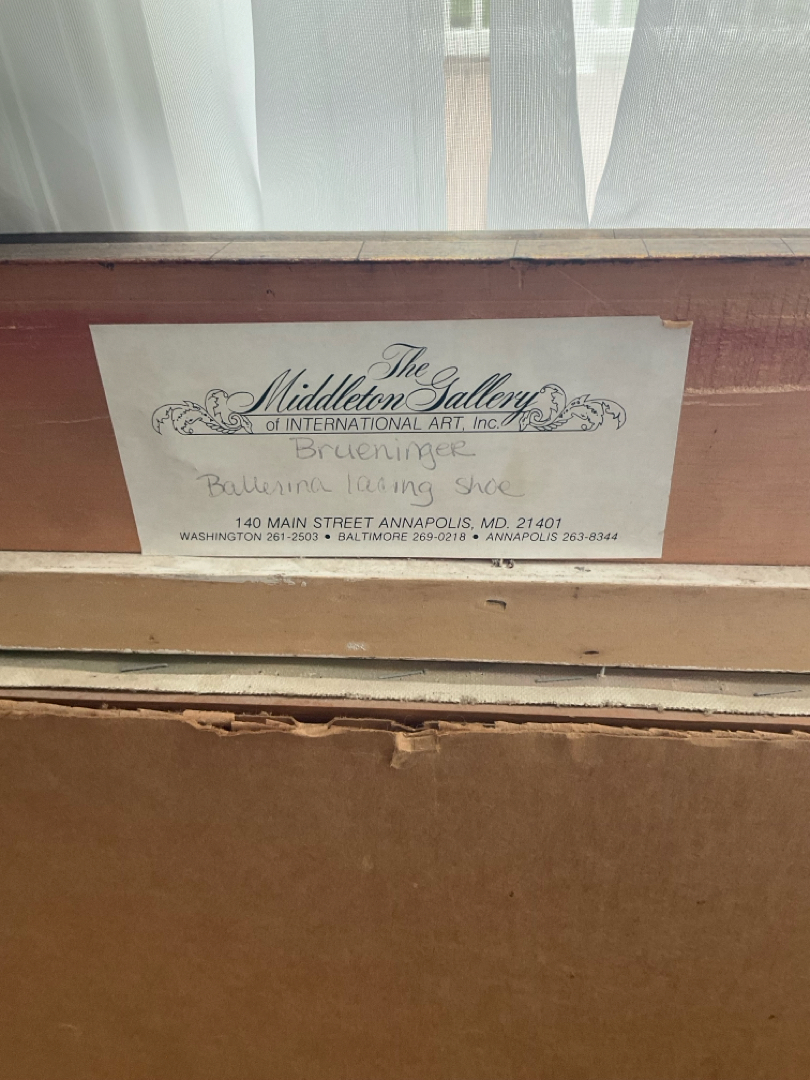 The
Middleton Gallery
of INTERNATIONAL ART, Inc.
Brueninger
Ballerina lacing shoe
140 MAIN STREET ANNAPOLIS, MD. 21401
WASHINGTON 261-2503 • BALTIMORE 269-0218 • ANNAPOLIS 263-8344